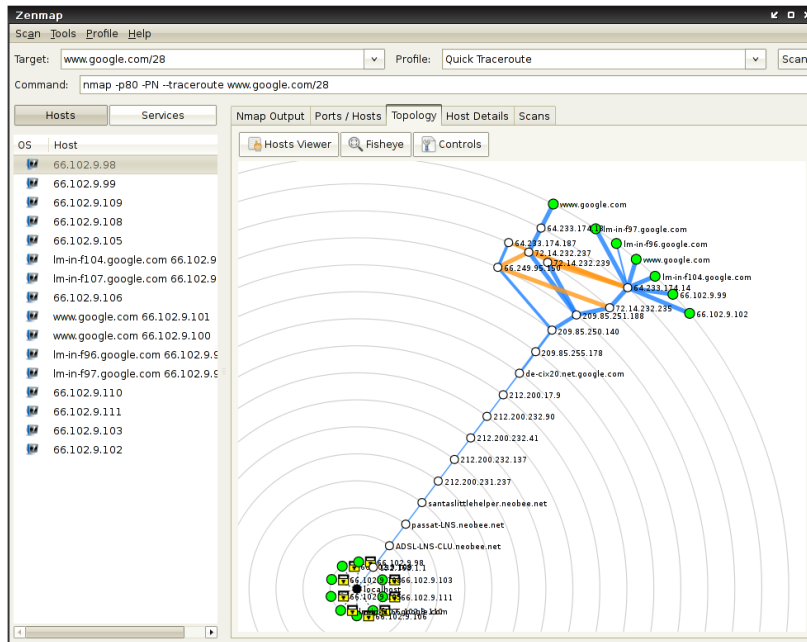 Zenmap
Scan Tools Profile Help
Target: www.google.com/28 Profile: Quick Traceroute Scan
Command: nmap -p80 -PN --traceroute www.google.com/28
Hosts Services
Nmap Output Ports / Hosts Topology Host Details Scans
OS Host
Hosts Viewer Fisheye Controls
66.102.9.98
66.102.9.99
66.102.9.109
66.102.9.108
66.102.9.105
lm-in-f104.google.com 66.102.9
lm-in-f107.google.com 66.102.9
66.102.9.106
www.google.com 66.102.9.101
www.google.com 66.102.9.100
lm-in-f96.google.com 66.102.9.9
lm-in-f97.google.com 66.102.9.9
66.102.9.110
66.102.9.111
66.102.9.103
66.102.9.102
www.google.com
lm-in-f97.google.com
64.233.174.187
lm-in-f96.google.com
72.14.232.237
www.google.com
72.14.232.239
66.249.95.150
lm-in-f104.google.com
64.233.174.14
66.102.9.99
72.14.232.235
66.102.9.102
209.85.251.188
209.85.250.140
209.85.255.178
de-cix20.net.google.com
212.200.17.9
212.200.232.90
212.200.232.41
212.200.232.137
212.200.231.237
santaslittlehelper.neobee.net
passat-LNS.neobee.net
ADSL-LNS-CLU.neobee.net
66.102.9.98
66.102.9.103
localhost
66.102.9.111
66.102.9.106